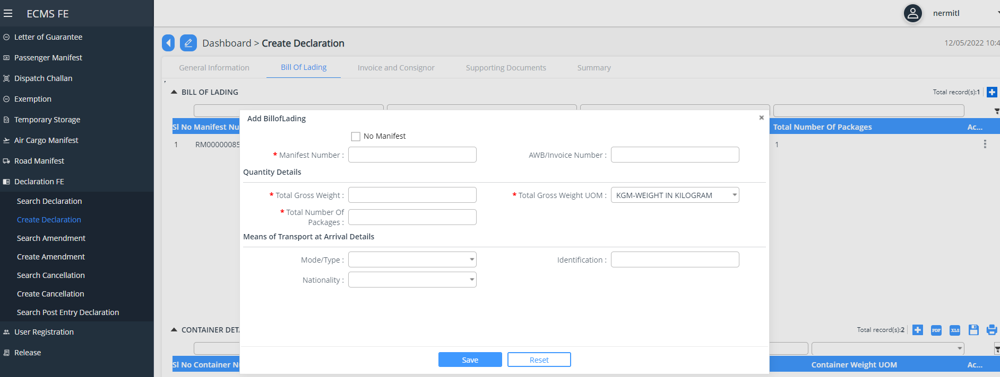 ECMS FE
nermitl
Letter of Guarantee
Passenger Manifest
Dispatch Challan
Exemption
Temporary Storage
Air Cargo Manifest
Road Manifest
Declaration FE
Search Declaration
Create Declaration
Search Amendment
Create Amendment
Search Cancellation
Create Cancellation
Search Post Entry Declaration
User Registration
Release
Dashboard > Create Declaration
12/05/2022 10:4
General Information Bill Of Lading Invoice and Consignor Supporting Documents Summary
BILL OF LADING
Total record(s):1
Sl No Manifest Nu Total Number Of Packages Ac...
1 RM00000085 1
Add BillofLading
×
No Manifest
* Manifest Number :
AWB/Invoice Number :
Quantity Details
* Total Gross Weight :
* Total Gross Weight UOM : KGM-WEIGHT IN KILOGRAM
* Total Number Of
Packages :
Means of Transport at Arrival Details
Mode/Type :
Identification :
Nationality :
Save Reset
CONTAINER DET
Total record(s):2
PDF XLS
Sl No Container N Container Weight UOM Ac...